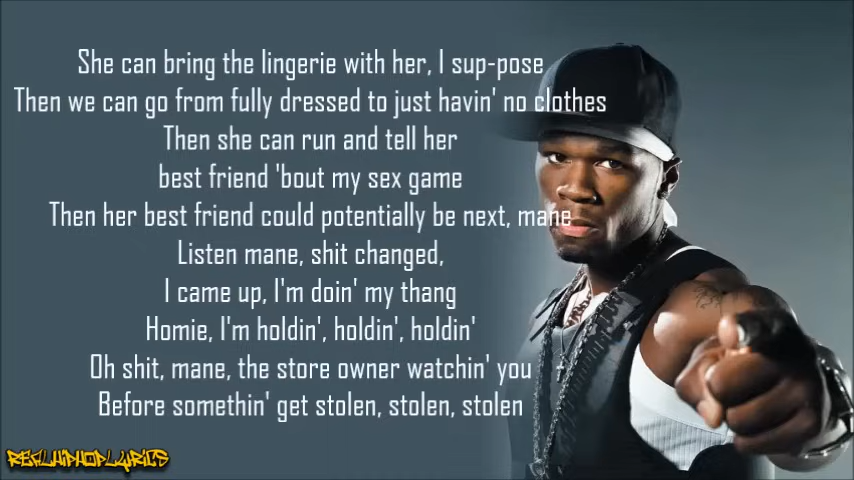 She can bring the lingerie with her, I sup-pose
Then we can go from fully dressed to just havin' no clothes
Then she can run and tell her
best friend 'bout my sex game
Then her best friend could potentially be next, mane
Listen mane, shit changed,
I came up, I'm doin' my thang
Homie, I'm holdin', holdin', holdin'
Oh shit, mane, the store owner watchin' you
Before somethin' get stolen, stolen, stolen
REALHIPHOPLYRICS